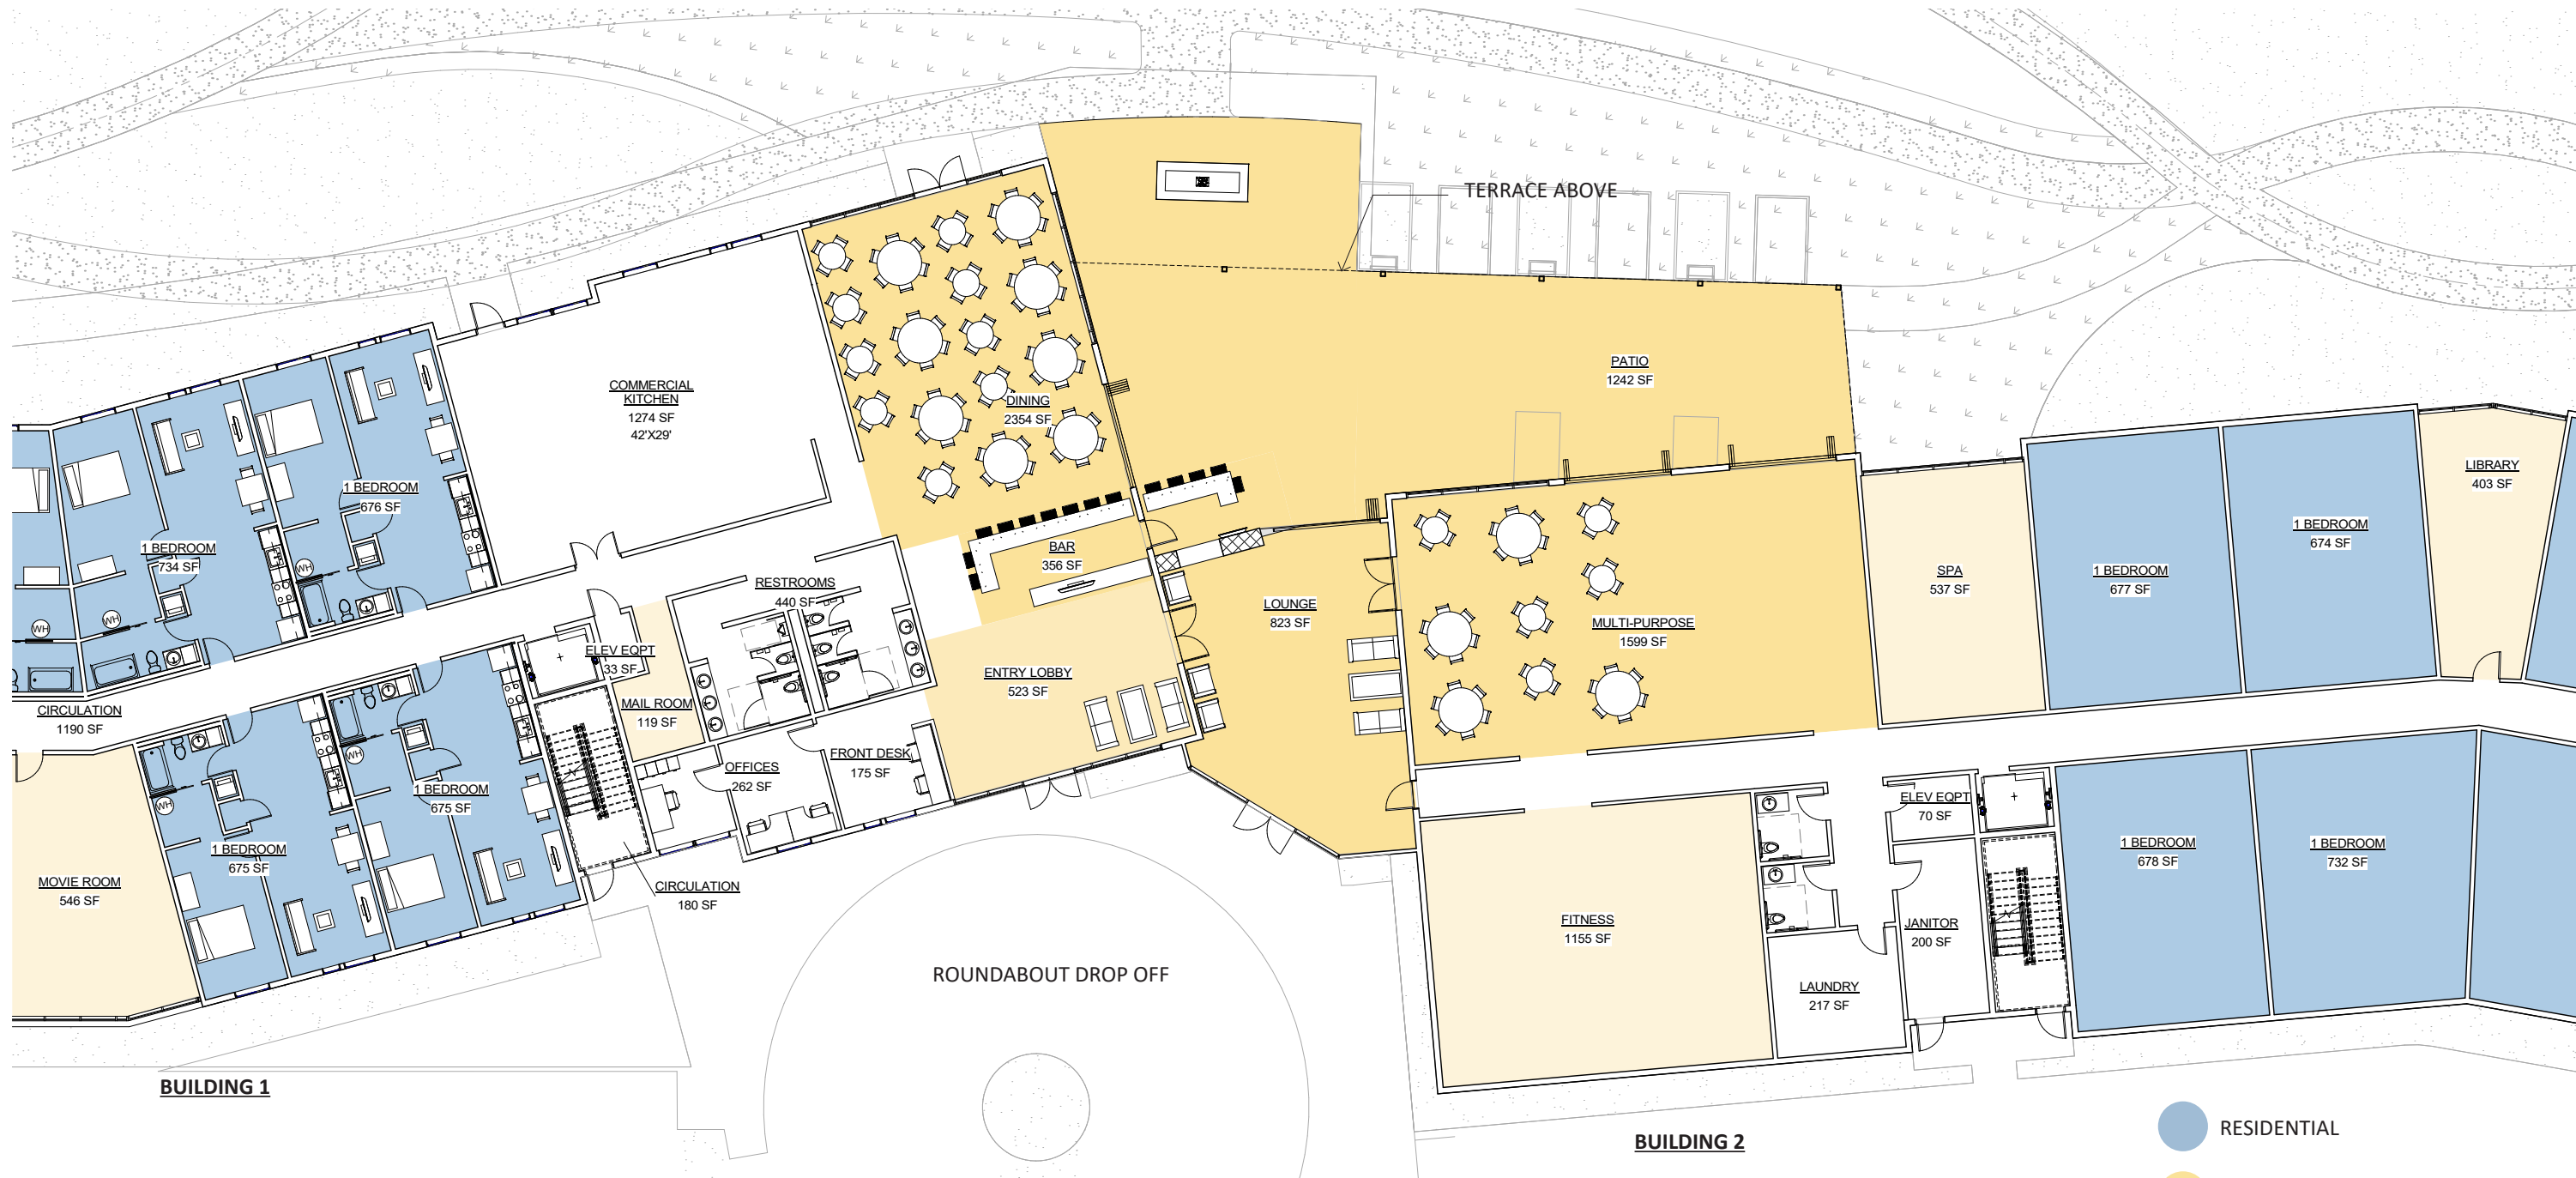 TERRACE ABOVE
PATIO
1242 SF
COMMERCIAL
KITCHEN
1274 SF
42'X29'
DINING
2354 SF
1 BEDROOM
676 SF
1 BEDROOM
734 SF
WH
WH
WH
BAR
356 SF
RESTROOMS
440 SF
LOUNGE
823 SF
MULTI-PURPOSE
1599 SF
SPA
537 SF
1 BEDROOM
677 SF
1 BEDROOM
674 SF
LIBRARY
403 SF
ELEV EQPT
33 SF
MAIL ROOM
119 SF
ENTRY LOBBY
523 SF
CIRCULATION
1190 SF
FRONT DESK
175 SF
OFFICES
262 SF
WH
WH
1 BEDROOM
675 SF
1 BEDROOM
675 SF
MOVIE ROOM
546 SF
CIRCULATION
180 SF
ELEV EQPT
70 SF
1 BEDROOM
678 SF
1 BEDROOM
732 SF
FITNESS
1155 SF
JANITOR
200 SF
LAUNDRY
217 SF
ROUNDABOUT DROP OFF
BUILDING 1
BUILDING 2
RESIDENTIAL